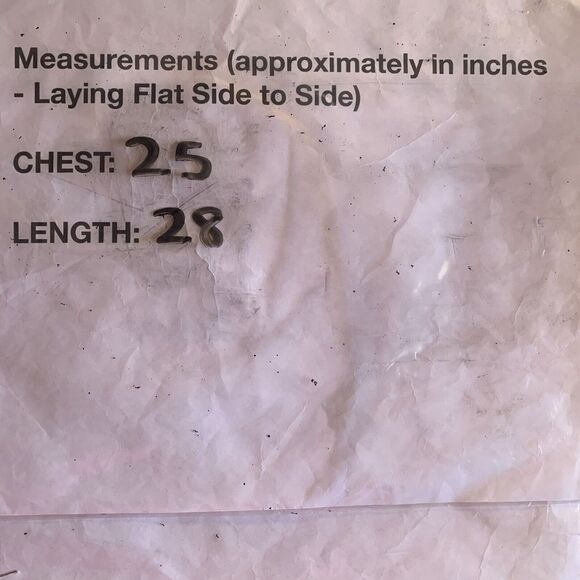 Measurements (approximately in inches
- Laying Flat Side to Side)
CHEST: 25
LENGTH: 28